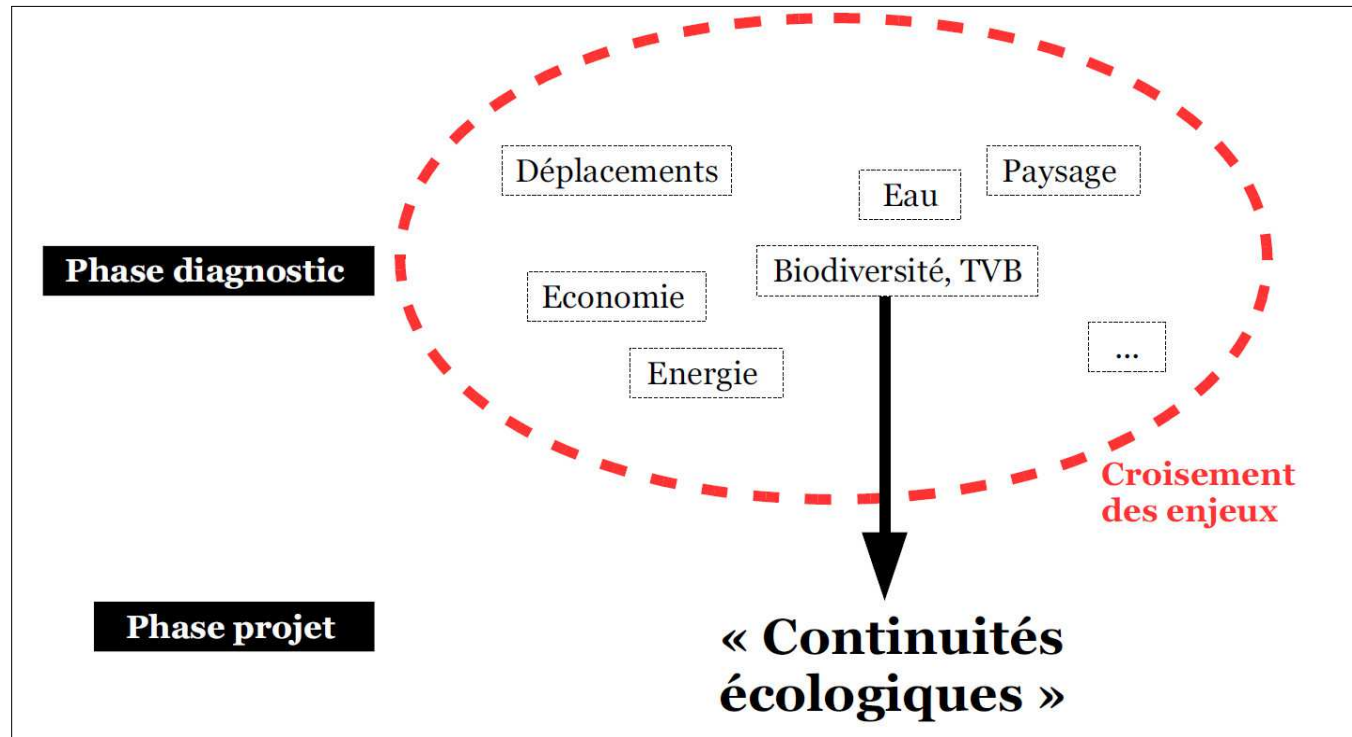 Déplacements
Eau
Paysage
Phase diagnostic
Biodiversité, TVB
Economie
...
Energie
Croisement
des enjeux
Phase projet
« Continuités
écologiques »